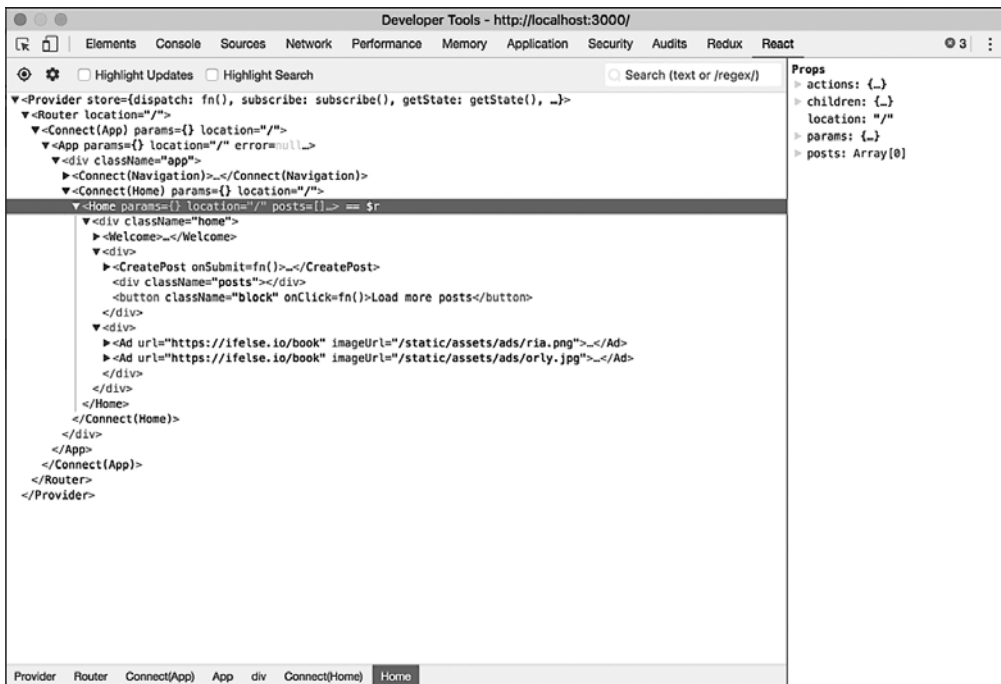 Developer Tools - http://localhost:3000/
Elements Console Sources Network Performance Memory Application Security Audits Redux React 3
Highlight Updates Highlight Search Search (text or /regex/)
▼<Provider store={dispatch: fn(), subscribe: subscribe(), getState: getState(), …}>
▼<Router location="/">
▼<Connect(App) params={} location="/">
▼<App params={} location="/" error=null…>
▼<div className="app">
▶<Connect(Navigation)>…</Connect(Navigation)>
▼<Connect(Home) params={} location="/">
▼<Home params={} location="/" posts=[]…> == $r
▼<div className="home">
▶<Welcome>…</Welcome>
▼<div>
▶<CreatePost onSubmit=fn()>…</CreatePost>
<div className="posts"></div>
<button className="block" onClick=fn()>Load more posts</button>
</div>
▼<div>
▶<Ad url="https://ifelse.io/book" imageUrl="/static/assets/ads/ria.png">…</Ad>
▶<Ad url="https://ifelse.io/book" imageUrl="/static/assets/ads/orly.jpg">…</Ad>
</div>
</div>
</Home>
</Connect(Home)>
</div>
</App>
</Connect(App)>
</Router>
</Provider>
Props
▶ actions: {…}
▶ children: {…}
location: "/"
▶ params: {…}
▶ posts: Array[0]
Provider Router Connect(App) App div Connect(Home) Home